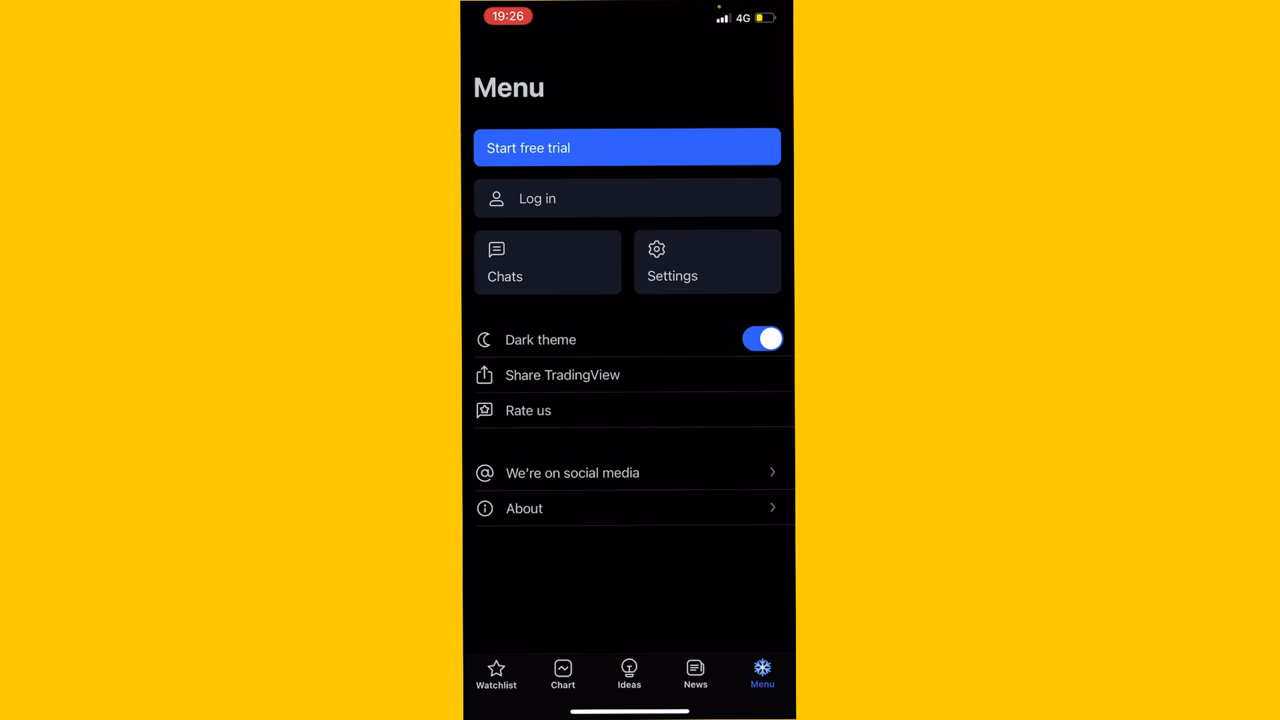 19:26
4G
Menu
Start free trial
Log in
Chats
Settings
Dark theme
Share TradingView
Rate us
We're on social media
About
Watchlist
Chart
Ideas
News
Menu